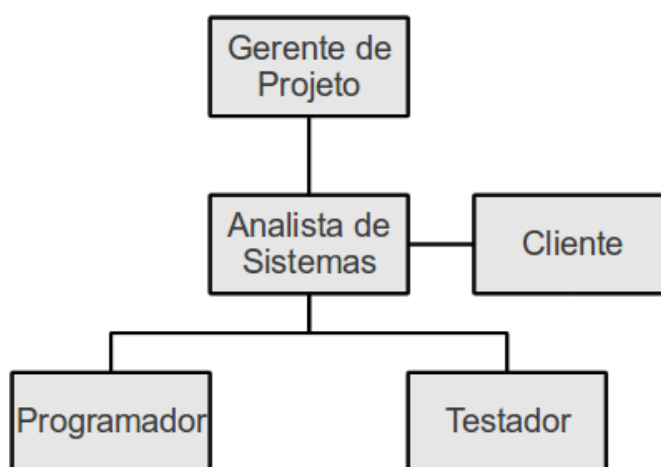 Gerente de
Projeto
Analista de
Sistemas
Cliente
Programador
Testador